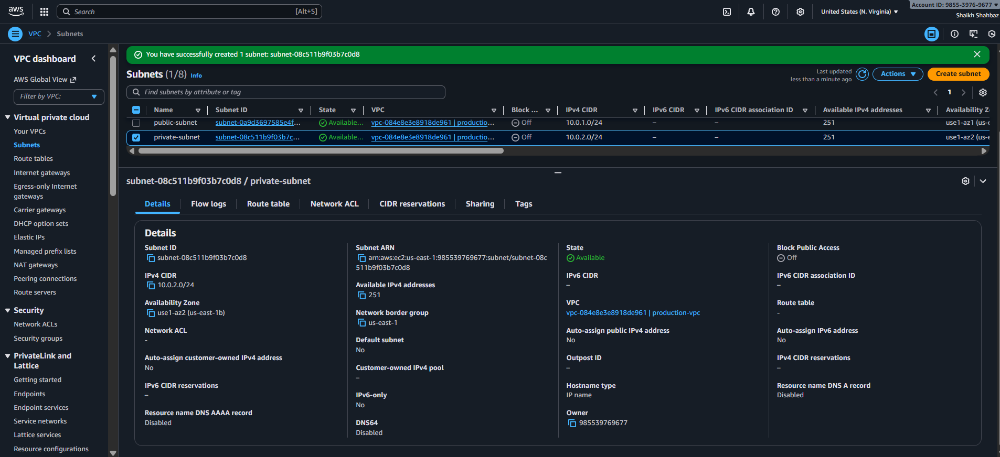 aws
Search [Alt+S]
United States (N. Virginia)
Account ID: 9855-3976-9677
Shaikh Shahbaz
VPC > Subnets
VPC dashboard
AWS Global View
Filter by VPC:
Virtual private cloud
Your VPCs
Subnets
Route tables
Internet gateways
Egress-only Internet
gateways
Carrier gateways
DHCP option sets
Elastic IPs
Managed prefix lists
NAT gateways
Peering connections
Route servers
Security
Network ACLs
Security groups
PrivateLink and
Lattice
Getting started
Endpoints
Endpoint services
Service networks
Lattice services
Resource configurations
You have successfully created 1 subnet: subnet-08c511b9f03b7c0d8
Subnets (1/8) Info
Last updated
less than a minute ago
Actions
Create subnet
Find subnets by attribute or tag
1
Name Subnet ID State VPC Block ... IPv4 CIDR IPv6 CIDR IPv6 CIDR association ID Available IPv4 addresses Availability Z
public-subnet subnet-0a9d3697585e4f... Available... vpc-084e8e3e8918de961 | productio... Off 10.0.1.0/24 – – 251 use1-az1 (us-e
private-subnet subnet-08c511b9f03b7c... Available... vpc-084e8e3e8918de961 | productio... Off 10.0.2.0/24 – – 251 use1-az2 (us-e
subnet-08c511b9f03b7c0d8 / private-subnet
Details Flow logs Route table Network ACL CIDR reservations Sharing Tags
Details
Subnet ID
subnet-08c511b9f03b7c0d8
IPv4 CIDR
10.0.2.0/24
Availability Zone
use1-az2 (us-east-1b)
Network ACL
-
Auto-assign customer-owned IPv4 address
No
IPv6 CIDR reservations
–
Resource name DNS AAAA record
Disabled
Subnet ARN
arn:aws:ec2:us-east-1:985539769677:subnet/subnet-08c
511b9f03b7c0d8
Available IPv4 addresses
251
Network border group
us-east-1
Default subnet
No
Customer-owned IPv4 pool
–
IPv6-only
No
DNS64
Disabled
State
Available
IPv6 CIDR
–
VPC
vpc-084e8e3e8918de961 | production-vpc
Auto-assign public IPv4 address
No
Outpost ID
–
Hostname type
IP name
Owner
985539769677
Block Public Access
Off
IPv6 CIDR association ID
–
Route table
-
Auto-assign IPv6 address
No
IPv4 CIDR reservations
–
Resource name DNS A record
Disabled